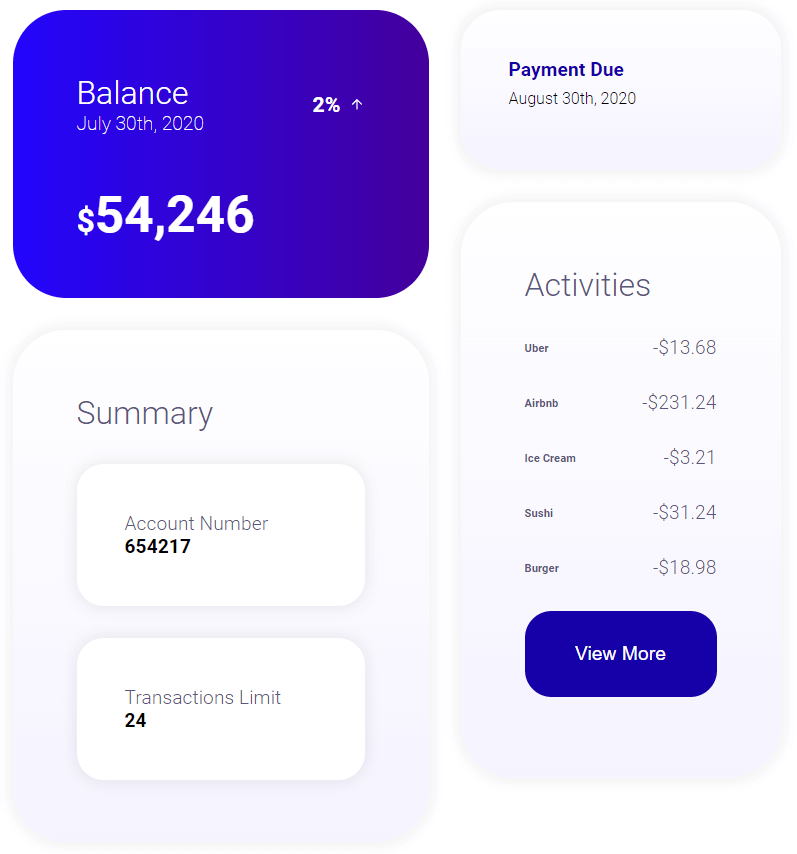 Balance
July 30th, 2020
2% ↑
$54,246
Payment Due
August 30th, 2020
Summary
Account Number
654217
Transactions Limit
24
Activities
Uber -$13.68
Airbnb -$231.24
Ice Cream -$3.21
Sushi -$31.24
Burger -$18.98
View More